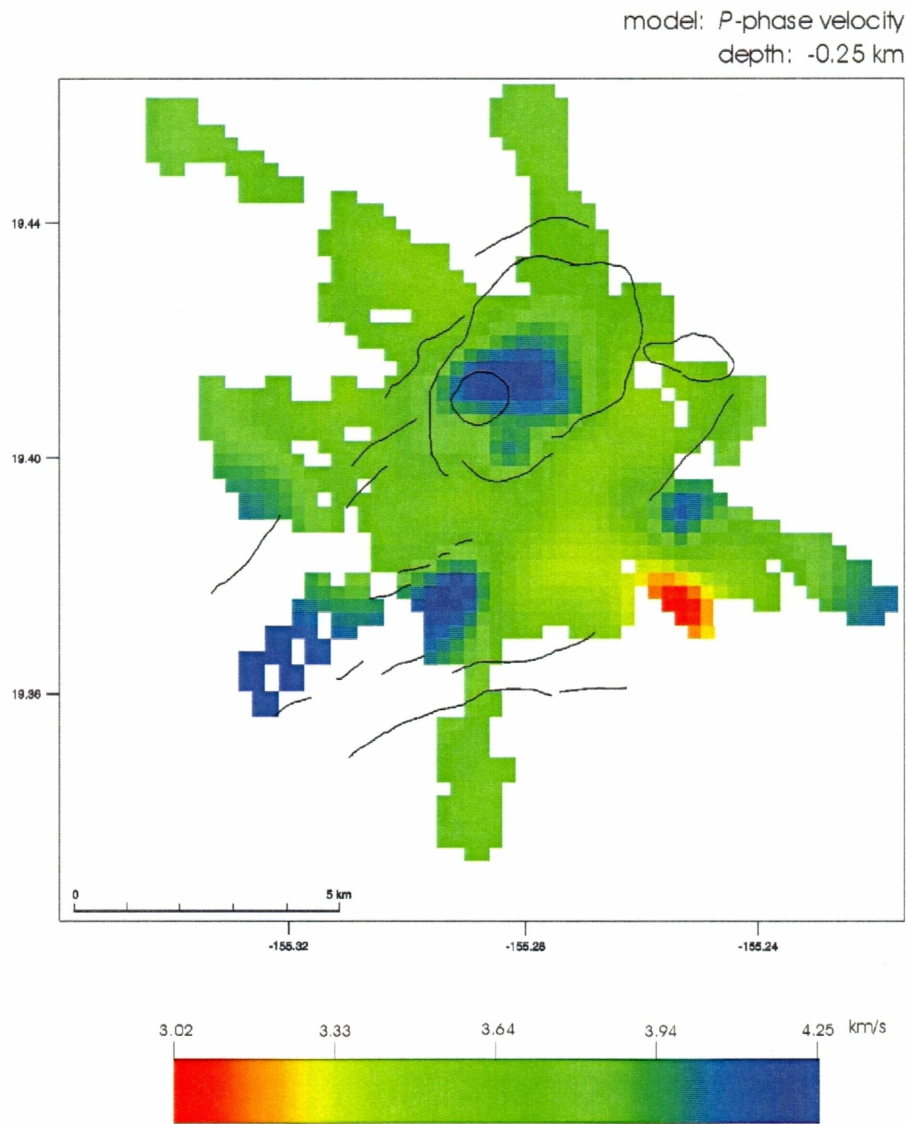 model: P-phase velocity
depth: -0.25 km
19.44
19.40
19.36
0 5 km
-155.32 -155.28 -155.24
3.02 3.33 3.64 3.94 4.25 km/s